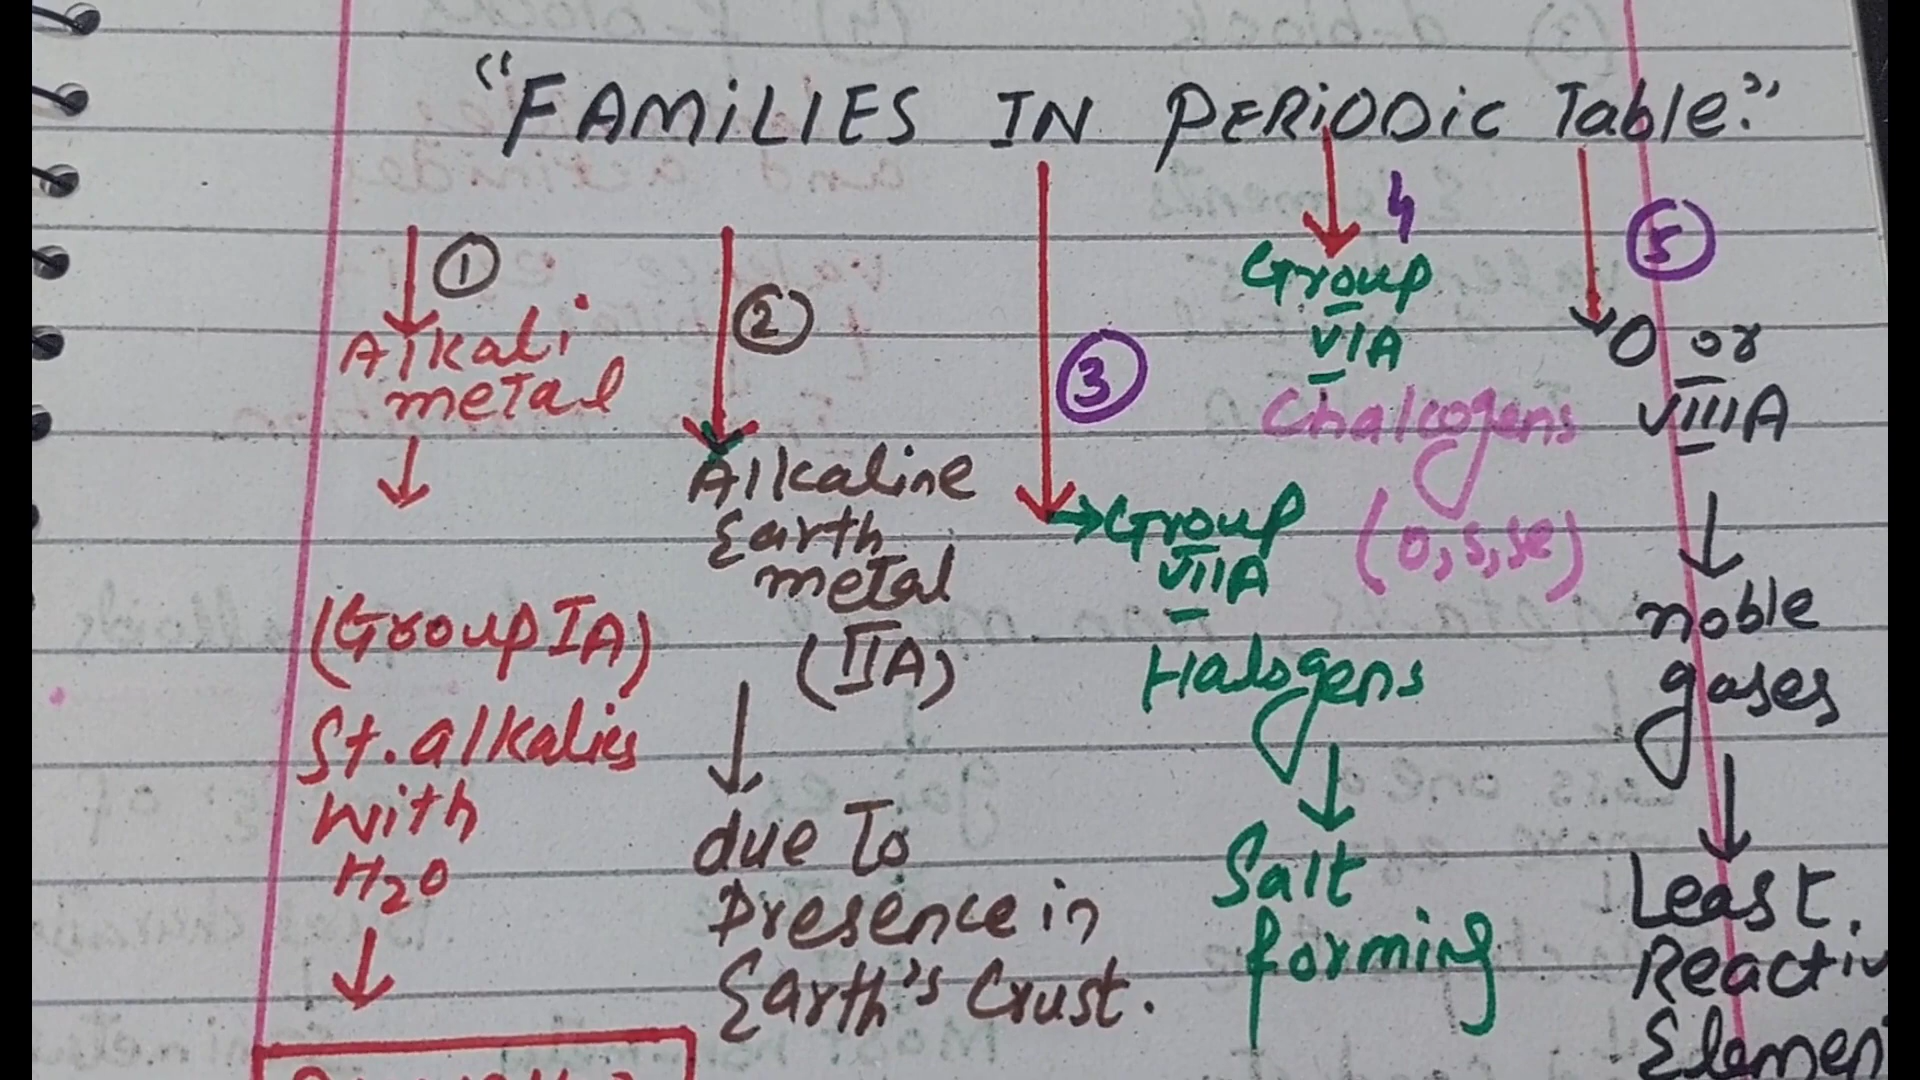 "FAMiLIES IN PERiODic Table."
①
Alkali
metal
(Group IA)
St. alkalies
with
H2O
②
Alkaline
Earth
metal
(IIA)
due To
Presence in
Earth's Crust.
③
Group
VIIA
Halogens
Salt
forming
4
Group
VIA
Chalcogens
(O, S, Se)
⑤
O or
VIIIA
noble
gases
Least.
Reactiv
Elemen